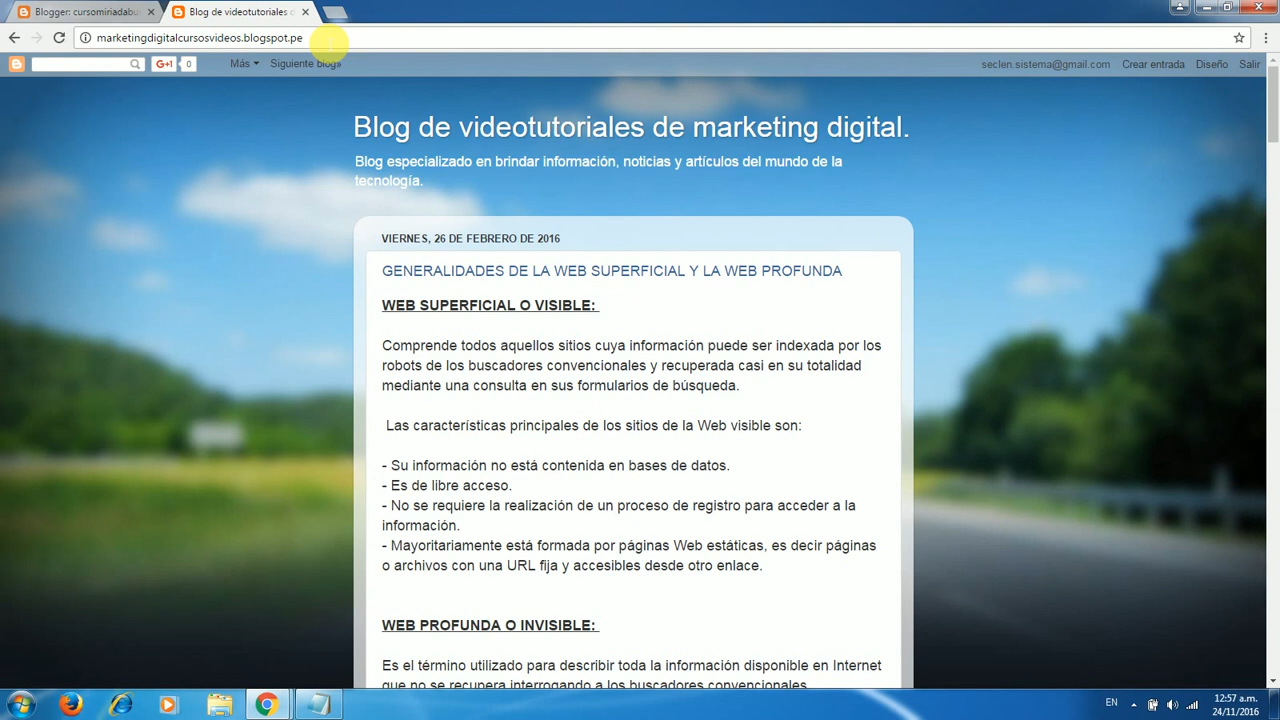 Blogger: cursomiriadabu
Blog de videotutoriales d
marketingdigitalcursosvideos.blogspot.pe
G+1 0 Más Siguiente blog» seclen.sistema@gmail.com Crear entrada Diseño Salir
Blog de videotutoriales de marketing digital.
Blog especializado en brindar información, noticias y artículos del mundo de la
tecnología.
VIERNES, 26 DE FEBRERO DE 2016
GENERALIDADES DE LA WEB SUPERFICIAL Y LA WEB PROFUNDA
WEB SUPERFICIAL O VISIBLE:
Comprende todos aquellos sitios cuya información puede ser indexada por los
robots de los buscadores convencionales y recuperada casi en su totalidad
mediante una consulta en sus formularios de búsqueda.
Las características principales de los sitios de la Web visible son:
- Su información no está contenida en bases de datos.
- Es de libre acceso.
- No se requiere la realización de un proceso de registro para acceder a la
información.
- Mayoritariamente está formada por páginas Web estáticas, es decir páginas
o archivos con una URL fija y accesibles desde otro enlace.
WEB PROFUNDA O INVISIBLE:
Es el término utilizado para describir toda la información disponible en Internet
que no se recupera interrogando a los buscadores convencionales
EN
12:57 a.m.
24/11/2016